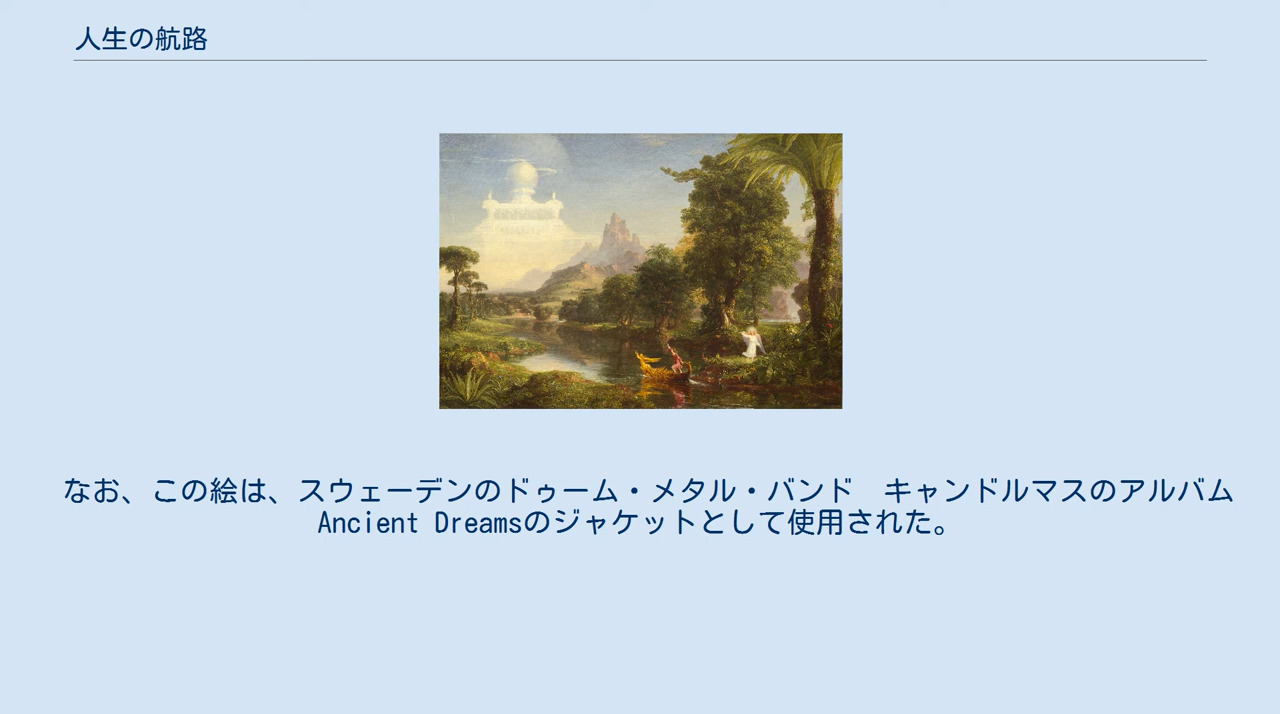 人生の航路
なお、この絵は、スウェーデンのドゥーム・メタル・バンド　キャンドルマスのアルバム
Ancient Dreamsのジャケットとして使用された。